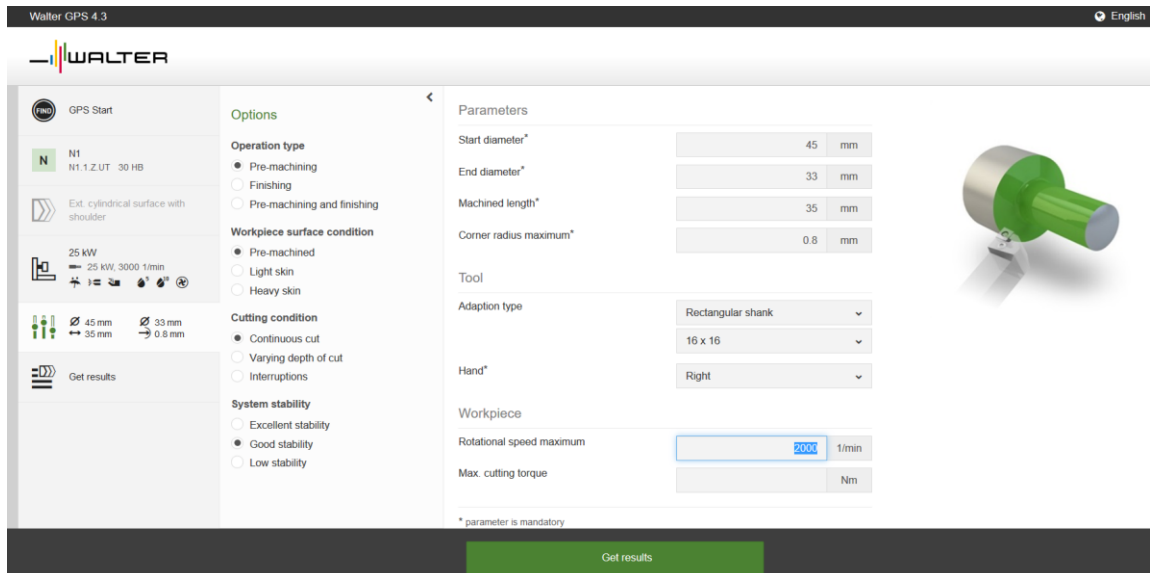 Walter GPS 4.3
English
WALTER
FIND
GPS Start
N
N1
N1.1.Z.UT 30 HB
Ext. cylindrical surface with
shoulder
25 kW
25 kW, 3000 1/min
Ø 45 mm Ø 33 mm
35 mm 0.8 mm
Get results
Options
Operation type
Pre-machining
Finishing
Pre-machining and finishing
Workpiece surface condition
Pre-machined
Light skin
Heavy skin
Cutting condition
Continuous cut
Varying depth of cut
Interruptions
System stability
Excellent stability
Good stability
Low stability
Parameters
Start diameter* 45 mm
End diameter* 33 mm
Machined length* 35 mm
Corner radius maximum* 0.8 mm
Tool
Adaption type Rectangular shank
16 x 16
Hand* Right
Workpiece
Rotational speed maximum 2000 1/min
Max. cutting torque Nm
* parameter is mandatory
Get results